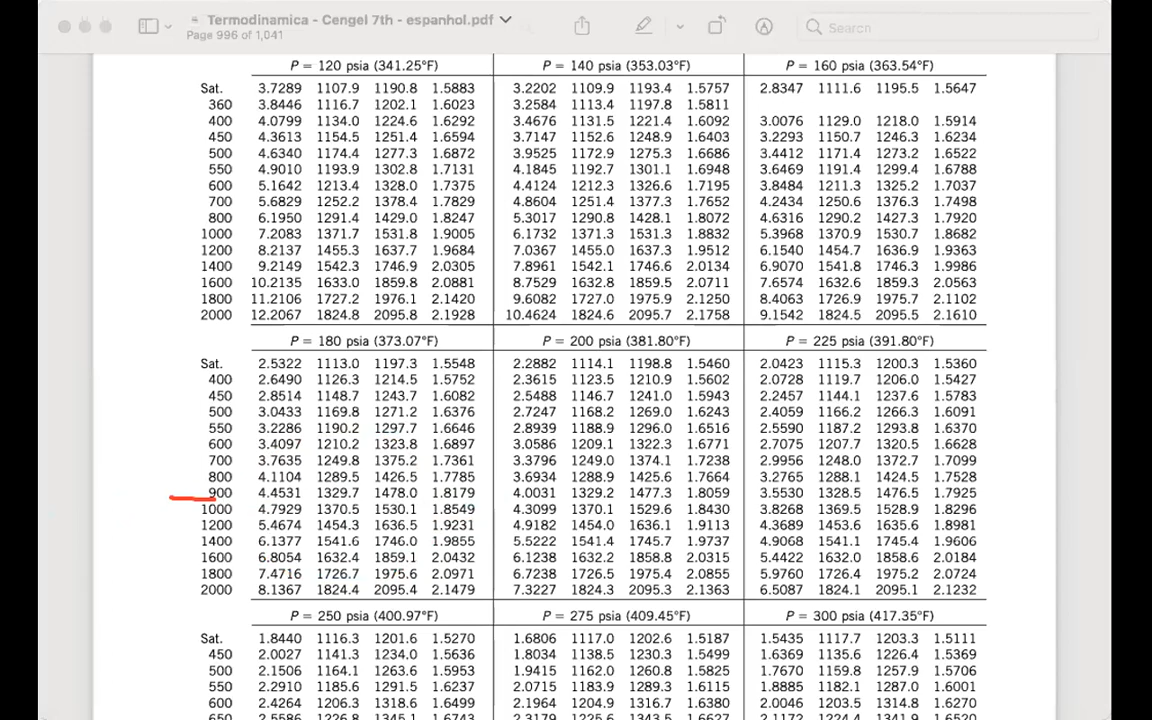 Termodinamica - Cengel 7th - espanhol.pdf
Page 996 of 1,041
Search
P = 120 psia (341.25°F) P = 140 psia (353.03°F) P = 160 psia (363.54°F)
Sat. 3.7289 1107.9 1190.8 1.5883 3.2202 1109.9 1193.4 1.5757 2.8347 1111.6 1195.5 1.5647
360 3.8446 1116.7 1202.1 1.6023 3.2584 1113.4 1197.8 1.5811
400 4.0799 1134.0 1224.6 1.6292 3.4676 1131.5 1221.4 1.6092 3.0076 1129.0 1218.0 1.5914
450 4.3613 1154.5 1251.4 1.6594 3.7147 1152.6 1248.9 1.6403 3.2293 1150.7 1246.3 1.6234
500 4.6340 1174.4 1277.3 1.6872 3.9525 1172.9 1275.3 1.6686 3.4412 1171.4 1273.2 1.6522
550 4.9010 1193.9 1302.8 1.7131 4.1845 1192.7 1301.1 1.6948 3.6469 1191.4 1299.4 1.6788
600 5.1642 1213.4 1328.0 1.7375 4.4124 1212.3 1326.6 1.7195 3.8484 1211.3 1325.2 1.7037
700 5.6829 1252.2 1378.4 1.7829 4.8604 1251.4 1377.3 1.7652 4.2434 1250.6 1376.3 1.7498
800 6.1950 1291.4 1429.0 1.8247 5.3017 1290.8 1428.1 1.8072 4.6316 1290.2 1427.3 1.7920
1000 7.2083 1371.7 1531.8 1.9005 6.1732 1371.3 1531.3 1.8832 5.3968 1370.9 1530.7 1.8682
1200 8.2137 1455.3 1637.7 1.9684 7.0367 1455.0 1637.3 1.9512 6.1540 1454.7 1636.9 1.9363
1400 9.2149 1542.3 1746.9 2.0305 7.8961 1542.1 1746.6 2.0134 6.9070 1541.8 1746.3 1.9986
1600 10.2135 1633.0 1859.8 2.0881 8.7529 1632.8 1859.5 2.0711 7.6574 1632.6 1859.3 2.0563
1800 11.2106 1727.2 1976.1 2.1420 9.6082 1727.0 1975.9 2.1250 8.4063 1726.9 1975.7 2.1102
2000 12.2067 1824.8 2095.8 2.1928 10.4624 1824.6 2095.7 2.1758 9.1542 1824.5 2095.5 2.1610
P = 180 psia (373.07°F) P = 200 psia (381.80°F) P = 225 psia (391.80°F)
Sat. 2.5322 1113.0 1197.3 1.5548 2.2882 1114.1 1198.8 1.5460 2.0423 1115.3 1200.3 1.5360
400 2.6490 1126.3 1214.5 1.5752 2.3615 1123.5 1210.9 1.5602 2.0728 1119.7 1206.0 1.5427
450 2.8514 1148.7 1243.7 1.6082 2.5488 1146.7 1241.0 1.5943 2.2457 1144.1 1237.6 1.5783
500 3.0433 1169.8 1271.2 1.6376 2.7247 1168.2 1269.0 1.6243 2.4059 1166.2 1266.3 1.6091
550 3.2286 1190.2 1297.7 1.6646 2.8939 1188.9 1296.0 1.6516 2.5590 1187.2 1293.8 1.6370
600 3.4097 1210.2 1323.8 1.6897 3.0586 1209.1 1322.3 1.6771 2.7075 1207.7 1320.5 1.6628
700 3.7635 1249.8 1375.2 1.7361 3.3796 1249.0 1374.1 1.7238 2.9956 1248.0 1372.7 1.7099
800 4.1104 1289.5 1426.5 1.7785 3.6934 1288.9 1425.6 1.7664 3.2765 1288.1 1424.5 1.7528
900 4.4531 1329.7 1478.0 1.8179 4.0031 1329.2 1477.3 1.8059 3.5530 1328.5 1476.5 1.7925
1000 4.7929 1370.5 1530.1 1.8549 4.3099 1370.1 1529.6 1.8430 3.8268 1369.5 1528.9 1.8296
1200 5.4674 1454.3 1636.5 1.9231 4.9182 1454.0 1636.1 1.9113 4.3689 1453.6 1635.6 1.8981
1400 6.1377 1541.6 1746.0 1.9855 5.5222 1541.4 1745.7 1.9737 4.9068 1541.1 1745.4 1.9606
1600 6.8054 1632.4 1859.1 2.0432 6.1238 1632.2 1858.8 2.0315 5.4422 1632.0 1858.6 2.0184
1800 7.4716 1726.7 1975.6 2.0971 6.7238 1726.5 1975.4 2.0855 5.9760 1726.4 1975.2 2.0724
2000 8.1367 1824.4 2095.4 2.1479 7.3227 1824.3 2095.3 2.1363 6.5087 1824.1 2095.1 2.1232
P = 250 psia (400.97°F) P = 275 psia (409.45°F) P = 300 psia (417.35°F)
Sat. 1.8440 1116.3 1201.6 1.5270 1.6806 1117.0 1202.6 1.5187 1.5435 1117.7 1203.3 1.5111
450 2.0027 1141.3 1234.0 1.5636 1.8034 1138.5 1230.3 1.5499 1.6369 1135.6 1226.4 1.5369
500 2.1506 1164.1 1263.6 1.5953 1.9415 1162.0 1260.8 1.5825 1.7670 1159.8 1257.9 1.5706
550 2.2910 1185.6 1291.5 1.6237 2.0715 1183.9 1289.3 1.6115 1.8885 1182.1 1287.0 1.6001
600 2.4264 1206.3 1318.6 1.6499 2.1964 1204.9 1316.7 1.6380 2.0046 1203.5 1314.8 1.6270